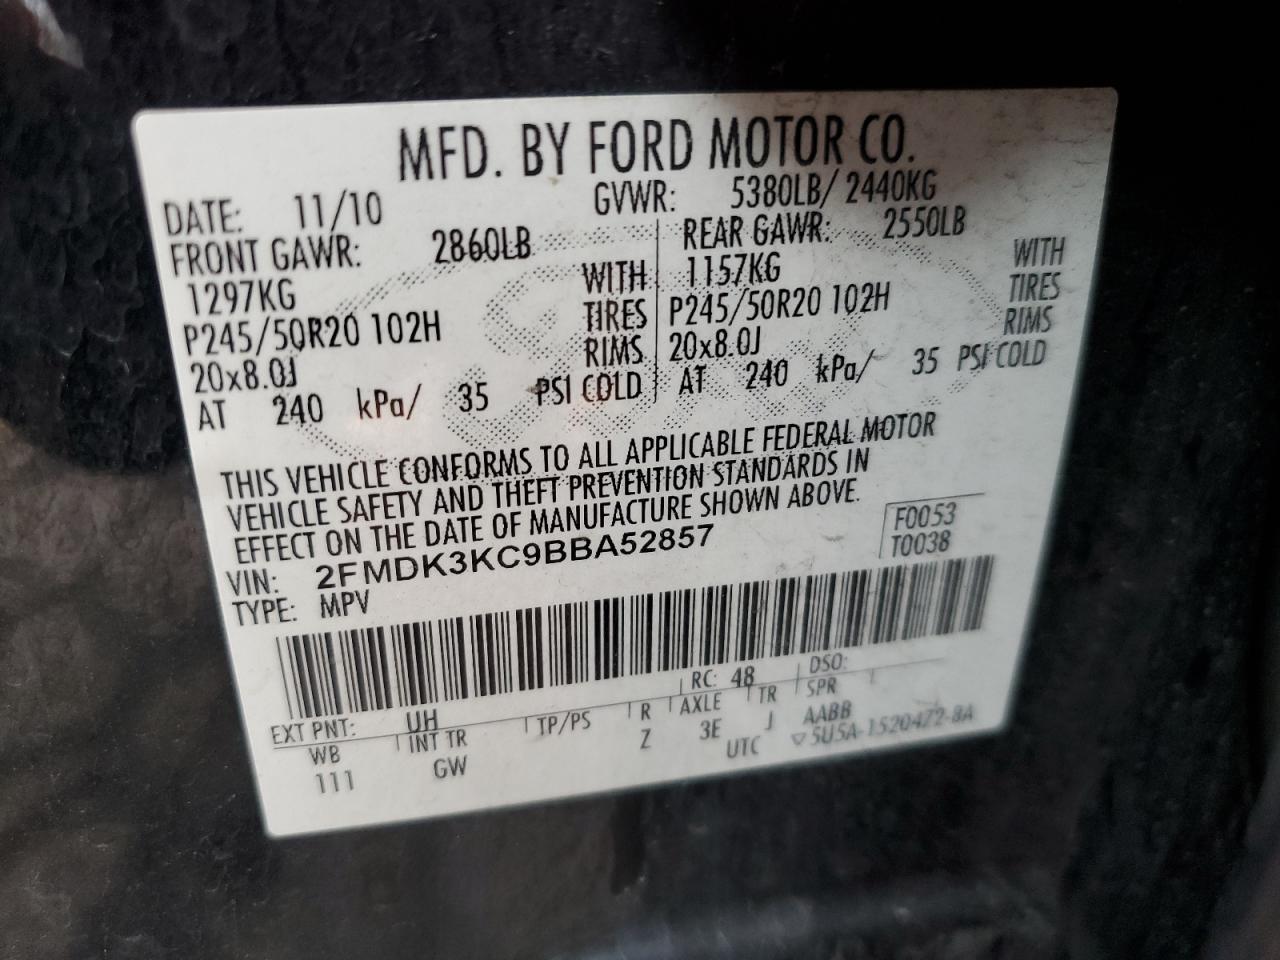 MFD. BY FORD MOTOR CO.
DATE: 11/10 GVWR: 5380LB/ 2440KG
FRONT GAWR: 2860LB REAR GAWR: 2550LB
1297KG WITH 1157KG WITH
P245/50R20 102H TIRES P245/50R20 102H TIRES
20x8.0J RIMS 20x8.0J RIMS
AT 240 kPa/ 35 PSI COLD AT 240 kPa/ 35 PSI COLD
THIS VEHICLE CONFORMS TO ALL APPLICABLE FEDERAL MOTOR
VEHICLE SAFETY AND THEFT PREVENTION STANDARDS IN
EFFECT ON THE DATE OF MANUFACTURE SHOWN ABOVE.
VIN: 2FMDK3KC9BBA52857 F0053
TYPE: MPV T0038
EXT PNT: UH RC: 48 DSO:
WB INT TR TP/PS R AXLE TR SPR
111 GW Z 3E J AABB
UTC ▽5U5A-1520472-8A